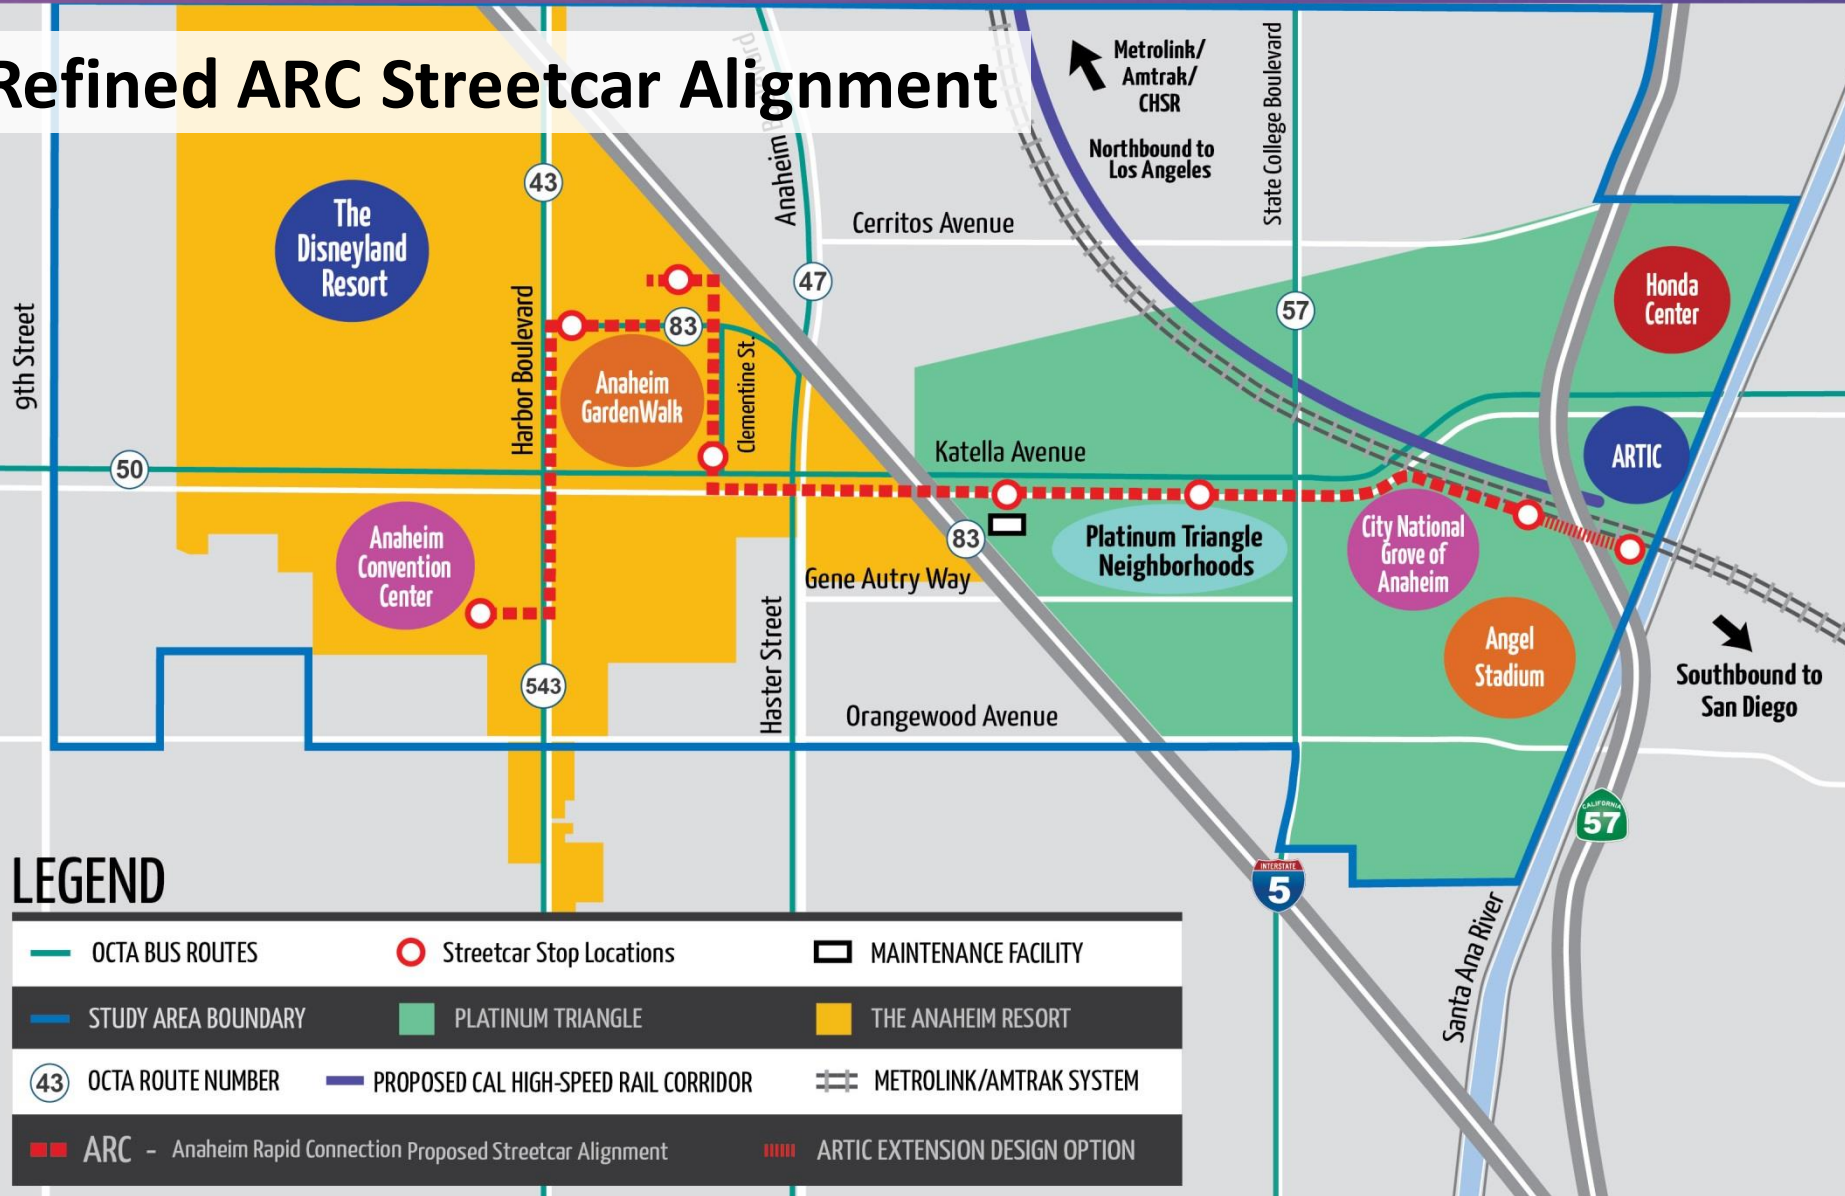 Refined ARC Streetcar Alignment
Metrolink/
Amtrak/
CHSR
Northbound to
Los Angeles
State College Boulevard
Anaheim Boulevard
43
The
Disneyland
Resort
Cerritos Avenue
47
57
Honda
Center
9th Street
Harbor Boulevard
83
Anaheim
GardenWalk
Clementine St.
Katella Avenue
ARTIC
50
Anaheim
Convention
Center
83
Platinum Triangle
Neighborhoods
City National
Grove of
Anaheim
Gene Autry Way
Haster Street
Angel
Stadium
543
Southbound to
San Diego
Orangewood Avenue
CALIFORNIA
57
INTERSTATE
5
Santa Ana River
LEGEND
OCTA BUS ROUTES
Streetcar Stop Locations
MAINTENANCE FACILITY
STUDY AREA BOUNDARY
PLATINUM TRIANGLE
THE ANAHEIM RESORT
43 OCTA ROUTE NUMBER
PROPOSED CAL HIGH-SPEED RAIL CORRIDOR
METROLINK/AMTRAK SYSTEM
ARC - Anaheim Rapid Connection Proposed Streetcar Alignment
ARTIC EXTENSION DESIGN OPTION